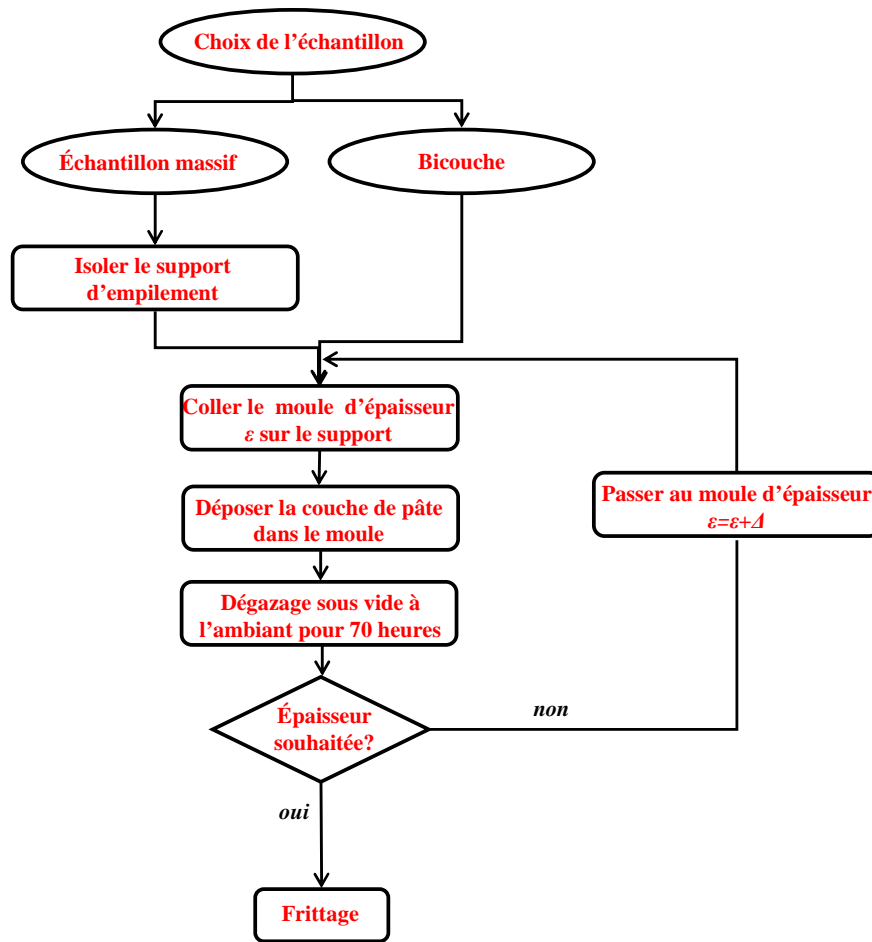 Choix de l'échantillon
Échantillon massif
Bicouche
Isoler le support
d'empilement
Coller le moule d'épaisseur
ε sur le support
Passer au moule d'épaisseur
ε=ε+Δ
Déposer la couche de pâte
dans le moule
Dégazage sous vide à
l'ambiant pour 70 heures
Épaisseur
souhaitée?
non
oui
Frittage